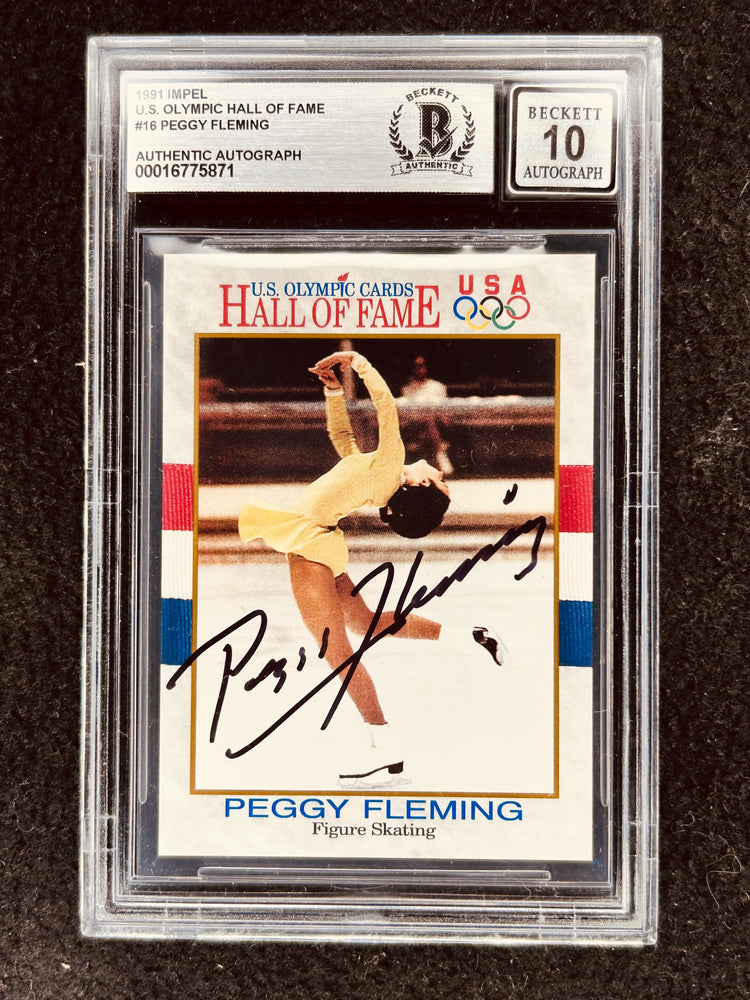 1991 IMPEL
U.S. OLYMPIC HALL OF FAME
#16 PEGGY FLEMING
AUTHENTIC AUTOGRAPH
00016775871
BECKETT
B
AUTHENTIC
BECKETT
10
AUTOGRAPH
U.S. OLYMPIC CARDS
HALL OF FAME
USA
Peggy Fleming
PEGGY FLEMING
Figure Skating